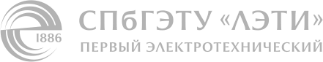 СПбГЭТУ «ЛЭТИ»
ПЕРВЫЙ ЭЛЕКТРОТЕХНИЧЕСКИЙ
1886